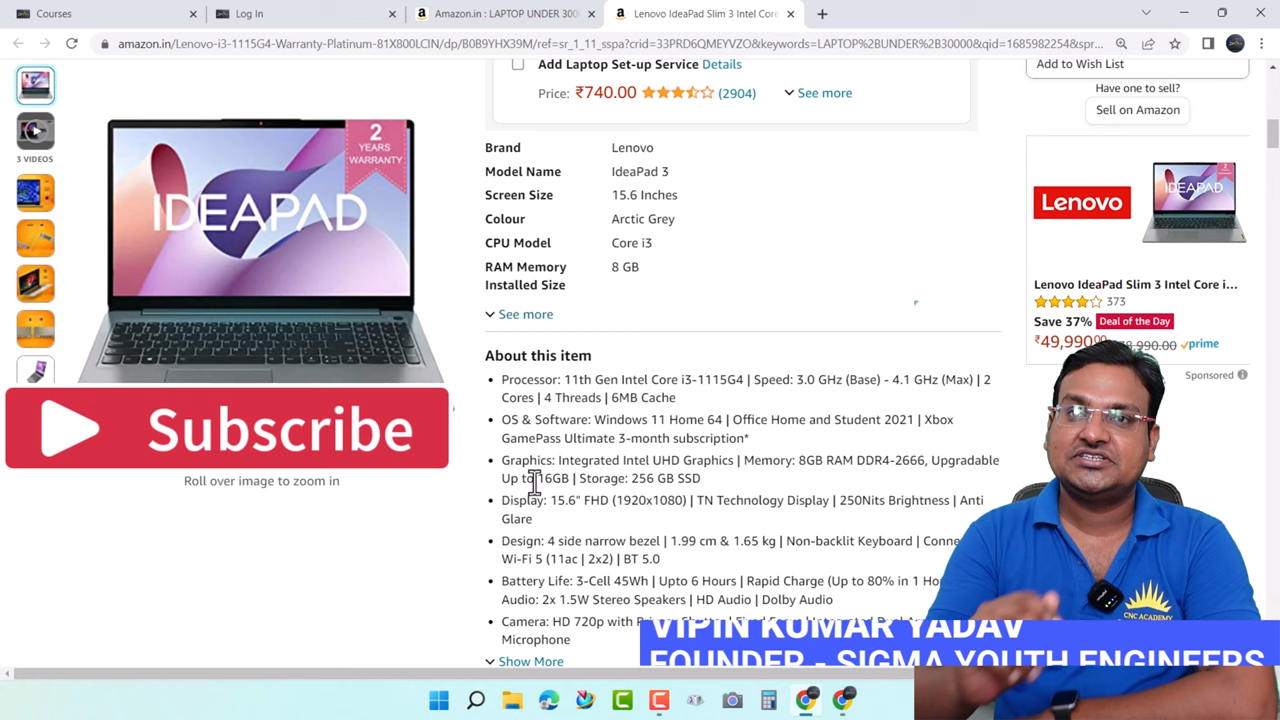 Courses
Log In
Amazon.in : LAPTOP UNDER 300
Lenovo IdeaPad Slim 3 Intel Core
amazon.in/Lenovo-i3-1115G4-Warranty-Platinum-81X800LCIN/dp/B0B9YHX39M/ref=sr_1_11_sspa?crid=33PRD6QMEYVZO&keywords=LAPTOP%2BUNDER%2B30000&qid=1685982254&spr...
3 VIDEOS
2
YEARS
WARRANTY
IDEAPAD
Subscribe
Roll over image to zoom in
Add Laptop Set-up Service Details
Price: ₹740.00 (2904) See more
Brand Lenovo
Model Name IdeaPad 3
Screen Size 15.6 Inches
Colour Arctic Grey
CPU Model Core i3
RAM Memory 8 GB
Installed Size
See more
About this item
Processor: 11th Gen Intel Core i3-1115G4 | Speed: 3.0 GHz (Base) - 4.1 GHz (Max) | 2
Cores | 4 Threads | 6MB Cache
OS & Software: Windows 11 Home 64 | Office Home and Student 2021 | Xbox
GamePass Ultimate 3-month subscription*
Graphics: Integrated Intel UHD Graphics | Memory: 8GB RAM DDR4-2666, Upgradable
Up to 16GB | Storage: 256 GB SSD
Display: 15.6" FHD (1920x1080) | TN Technology Display | 250Nits Brightness | Anti
Glare
Design: 4 side narrow bezel | 1.99 cm & 1.65 kg | Non-backlit Keyboard |
Wi-Fi 5 (11ac | 2x2) | BT 5.0
Battery Life: 3-Cell 45Wh | Upto 6 Hours | Rapid Charge (Up to 80% in 1
Audio: 2x 1.5W Stereo Speakers | HD Audio | Dolby Audio
Camera: HD 720p with
Microphone
Show More
Add to Wish List
Have one to sell?
Sell on Amazon
Lenovo
IDEAPAD
Lenovo IdeaPad Slim 3 Intel Core i...
373
Save 37% Deal of the Day
₹49,990.00 prime
Sponsored
CNC ACADEMY
VIPIN KUMAR YADAV
FOUNDER - SIGMA YOUTH ENGINEERS